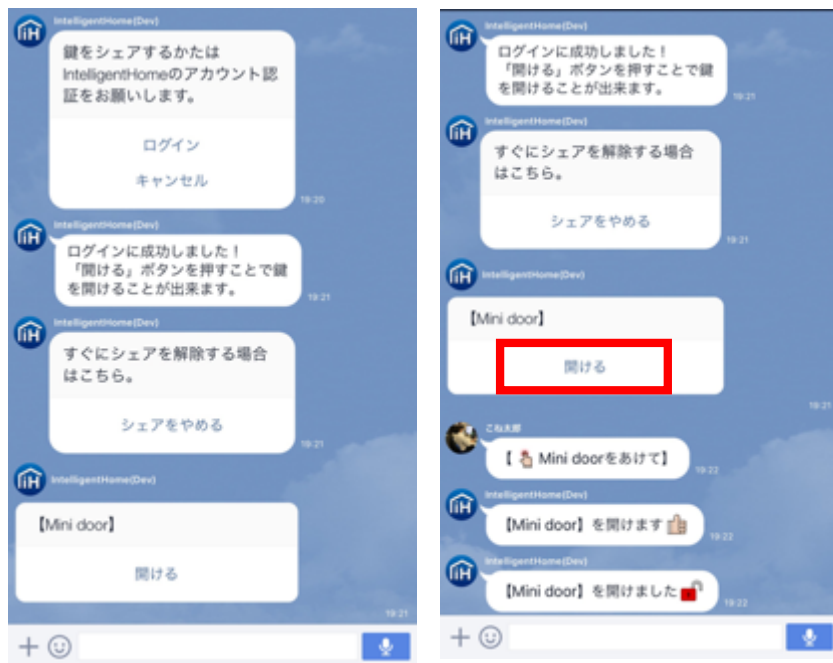 IntelligentHome(Dev)
鍵をシェアするかたは
IntelligentHomeのアカウント認
証をお願いします。
ログイン
キャンセル
19:20
IntelligentHome(Dev)
ログインに成功しました！
「開ける」ボタンを押すことで鍵
を開けることが出来ます。
19:21
IntelligentHome(Dev)
すぐにシェアを解除する場合
はこちら。
シェアをやめる
19:21
IntelligentHome(Dev)
【Mini door】
開ける
19:21
IntelligentHome(Dev)
ログインに成功しました！
「開ける」ボタンを押すことで鍵
を開けることが出来ます。
19:21
IntelligentHome(Dev)
すぐにシェアを解除する場合
はこちら。
シェアをやめる
19:21
IntelligentHome(Dev)
【Mini door】
開ける
19:21
こね太郎
【 Mini doorをあけて】
19:22
IntelligentHome(Dev)
【Mini door】を開けます
19:22
IntelligentHome(Dev)
【Mini door】を開けました
19:22